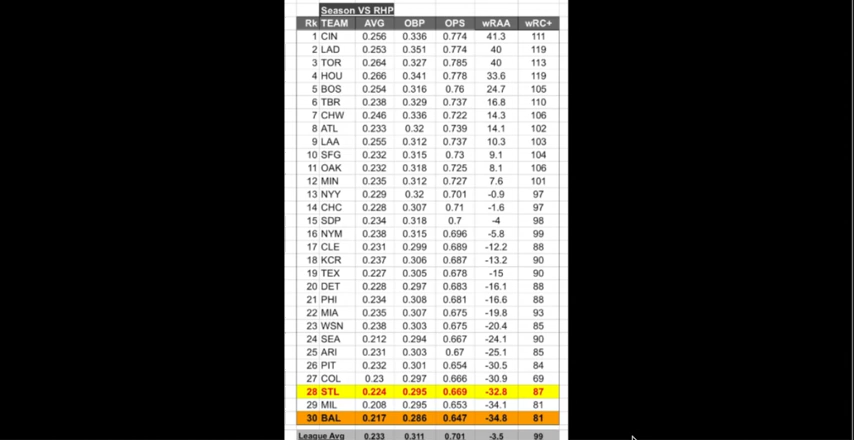 Season VS RHP
Rk TEAM AVG OBP OPS wRAA wRC+
1 CIN 0.256 0.336 0.774 41.3 111
2 LAD 0.253 0.351 0.774 40 119
3 TOR 0.264 0.327 0.785 40 113
4 HOU 0.266 0.341 0.778 33.6 119
5 BOS 0.254 0.316 0.76 24.7 105
6 TBR 0.238 0.329 0.737 16.8 110
7 CHW 0.246 0.336 0.722 14.3 106
8 ATL 0.233 0.32 0.739 14.1 102
9 LAA 0.255 0.312 0.737 10.3 103
10 SFG 0.232 0.315 0.73 9.1 104
11 OAK 0.232 0.318 0.725 8.1 106
12 MIN 0.235 0.312 0.727 7.6 101
13 NYY 0.229 0.32 0.701 -0.9 97
14 CHC 0.228 0.307 0.71 -1.6 97
15 SDP 0.234 0.318 0.7 -4 98
16 NYM 0.238 0.315 0.696 -5.8 99
17 CLE 0.231 0.299 0.689 -12.2 88
18 KCR 0.237 0.306 0.687 -13.2 90
19 TEX 0.227 0.305 0.678 -15 90
20 DET 0.228 0.297 0.683 -16.1 88
21 PHI 0.234 0.308 0.681 -16.6 88
22 MIA 0.235 0.307 0.675 -19.8 93
23 WSN 0.238 0.303 0.675 -20.4 85
24 SEA 0.212 0.294 0.667 -24.1 90
25 ARI 0.231 0.303 0.67 -25.1 85
26 PIT 0.232 0.301 0.654 -30.5 84
27 COL 0.23 0.297 0.666 -30.9 69
28 STL 0.224 0.295 0.669 -32.8 87
29 MIL 0.208 0.295 0.653 -34.1 81
30 BAL 0.217 0.286 0.647 -34.8 81
League Avg 0.233 0.311 0.701 -3.5 99